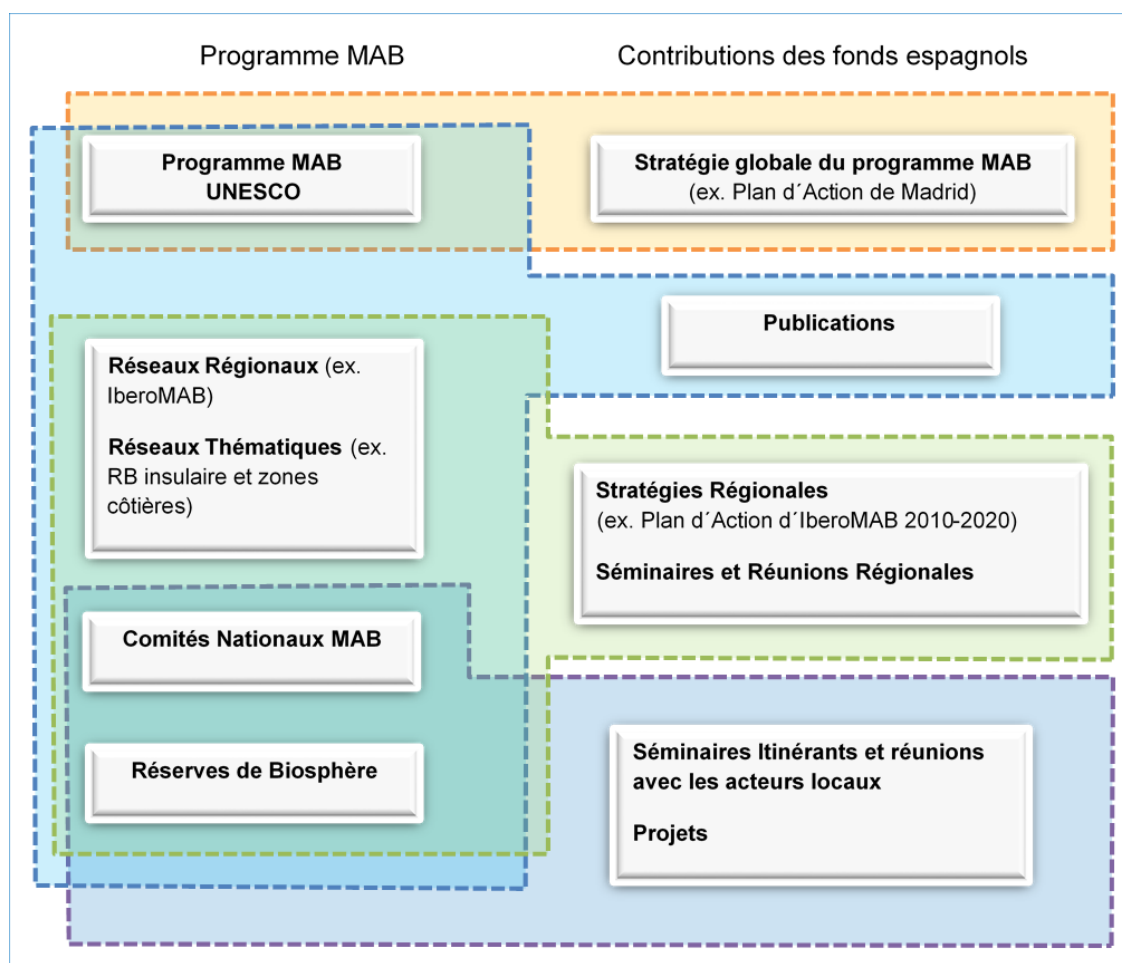 Programme MAB
Contributions des fonds espagnols
Programme MAB
UNESCO
Stratégie globale du programme MAB
(ex. Plan d´Action de Madrid)
Publications
Réseaux Régionaux (ex.
IberoMAB)
Réseaux Thématiques (ex.
RB insulaire et zones
côtières)
Stratégies Régionales
(ex. Plan d´Action d´IberoMAB 2010-2020)
Séminaires et Réunions Régionales
Comités Nationaux MAB
Réserves de Biosphère
Séminaires Itinérants et réunions
avec les acteurs locaux
Projets